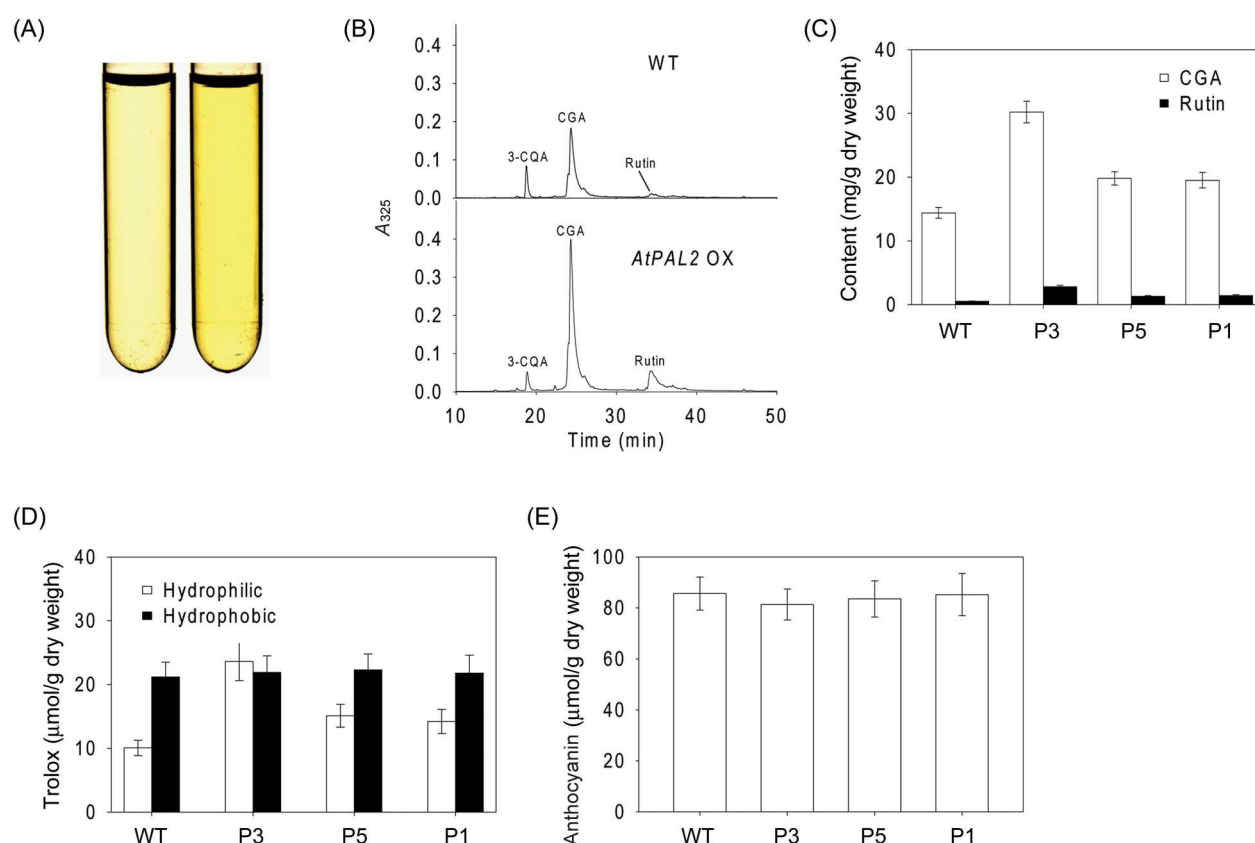 (A)
(B)
0.4
0.3
0.2
0.1
0.0
WT
3-CQA
CGA
Rutin
A325
0.4
0.3
0.2
0.1
0.0
AtPAL2 OX
3-CQA
CGA
Rutin
10 20 30 40 50
Time (min)
(C)
Content (mg/g dry weight)
40
30
20
10
0
CGA
Rutin
WT P3 P5 P1
(D)
Trolox (μmol/g dry weight)
40
30
20
10
0
Hydrophilic
Hydrophobic
WT P3 P5 P1
(E)
Anthocyanin (μmol/g dry weight)
100
80
60
40
20
0
WT P3 P5 P1